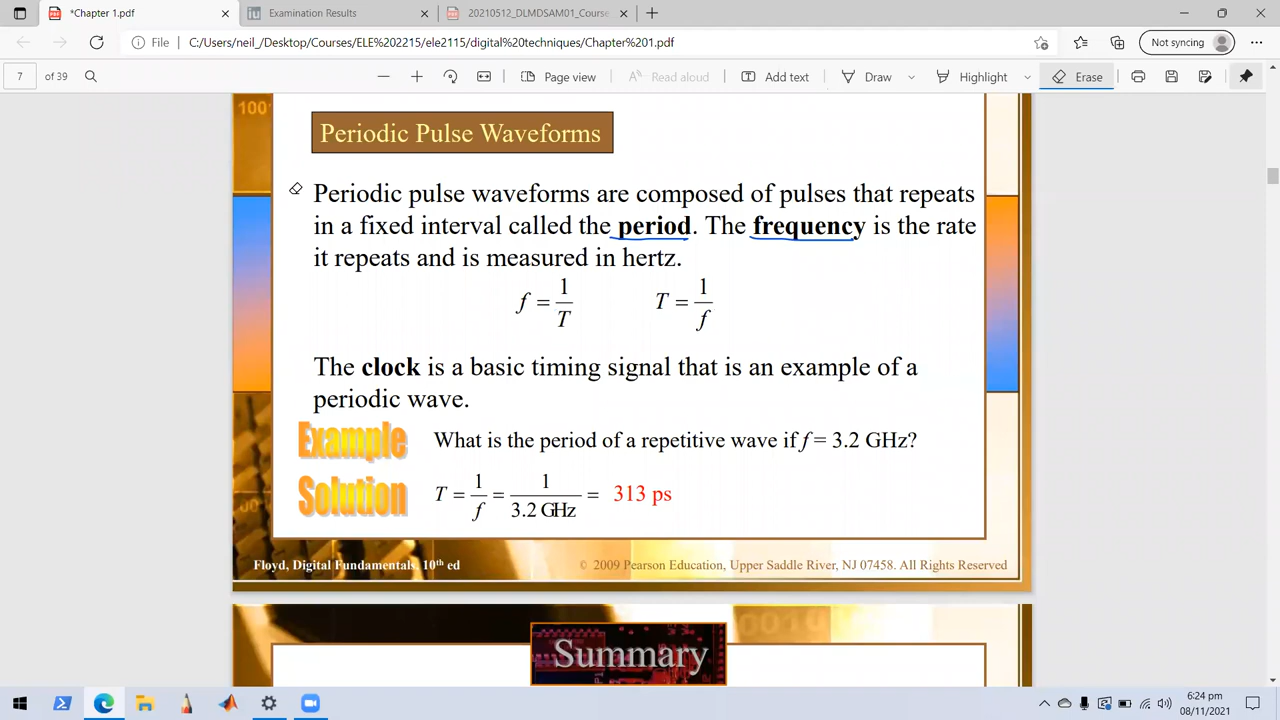 *Chapter 1.pdf
Examination Results
20210512_DLMDSAM01_Course
File
C:/Users/neil_/Desktop/Courses/ELE%202215/ele2115/digital%20techniques/Chapter%201.pdf
Not syncing
7 of 39
Page view
Read aloud
Add text
Draw
Highlight
Erase
1001
Periodic Pulse Waveforms
Periodic pulse waveforms are composed of pulses that repeats
in a fixed interval called the period. The frequency is the rate
it repeats and is measured in hertz.
f = 1/T T = 1/f
The clock is a basic timing signal that is an example of a
periodic wave.
Example
What is the period of a repetitive wave if f = 3.2 GHz?
Solution
T = 1/f = 1/3.2 GHz = 313 ps
Floyd, Digital Fundamentals, 10th ed
© 2009 Pearson Education, Upper Saddle River, NJ 07458. All Rights Reserved
Summary
6:24 pm
08/11/2021